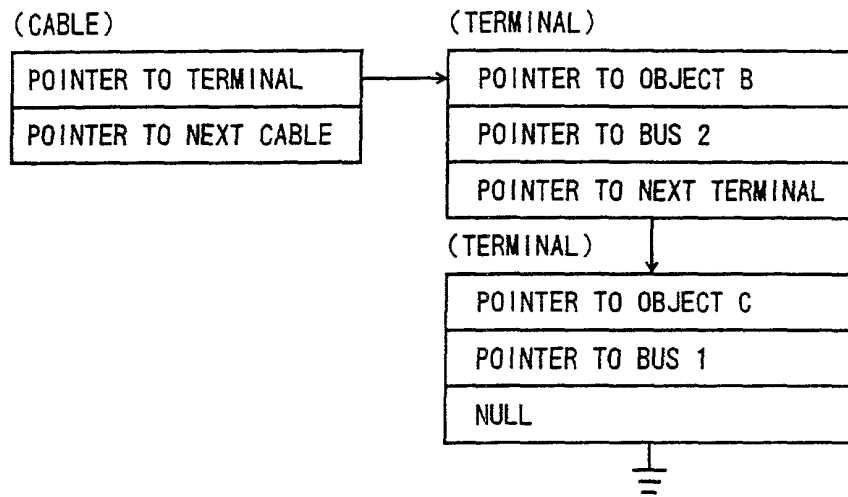 (CABLE)
POINTER TO TERMINAL
POINTER TO NEXT CABLE
(TERMINAL)
POINTER TO OBJECT B
POINTER TO BUS 2
POINTER TO NEXT TERMINAL
(TERMINAL)
POINTER TO OBJECT C
POINTER TO BUS 1
NULL